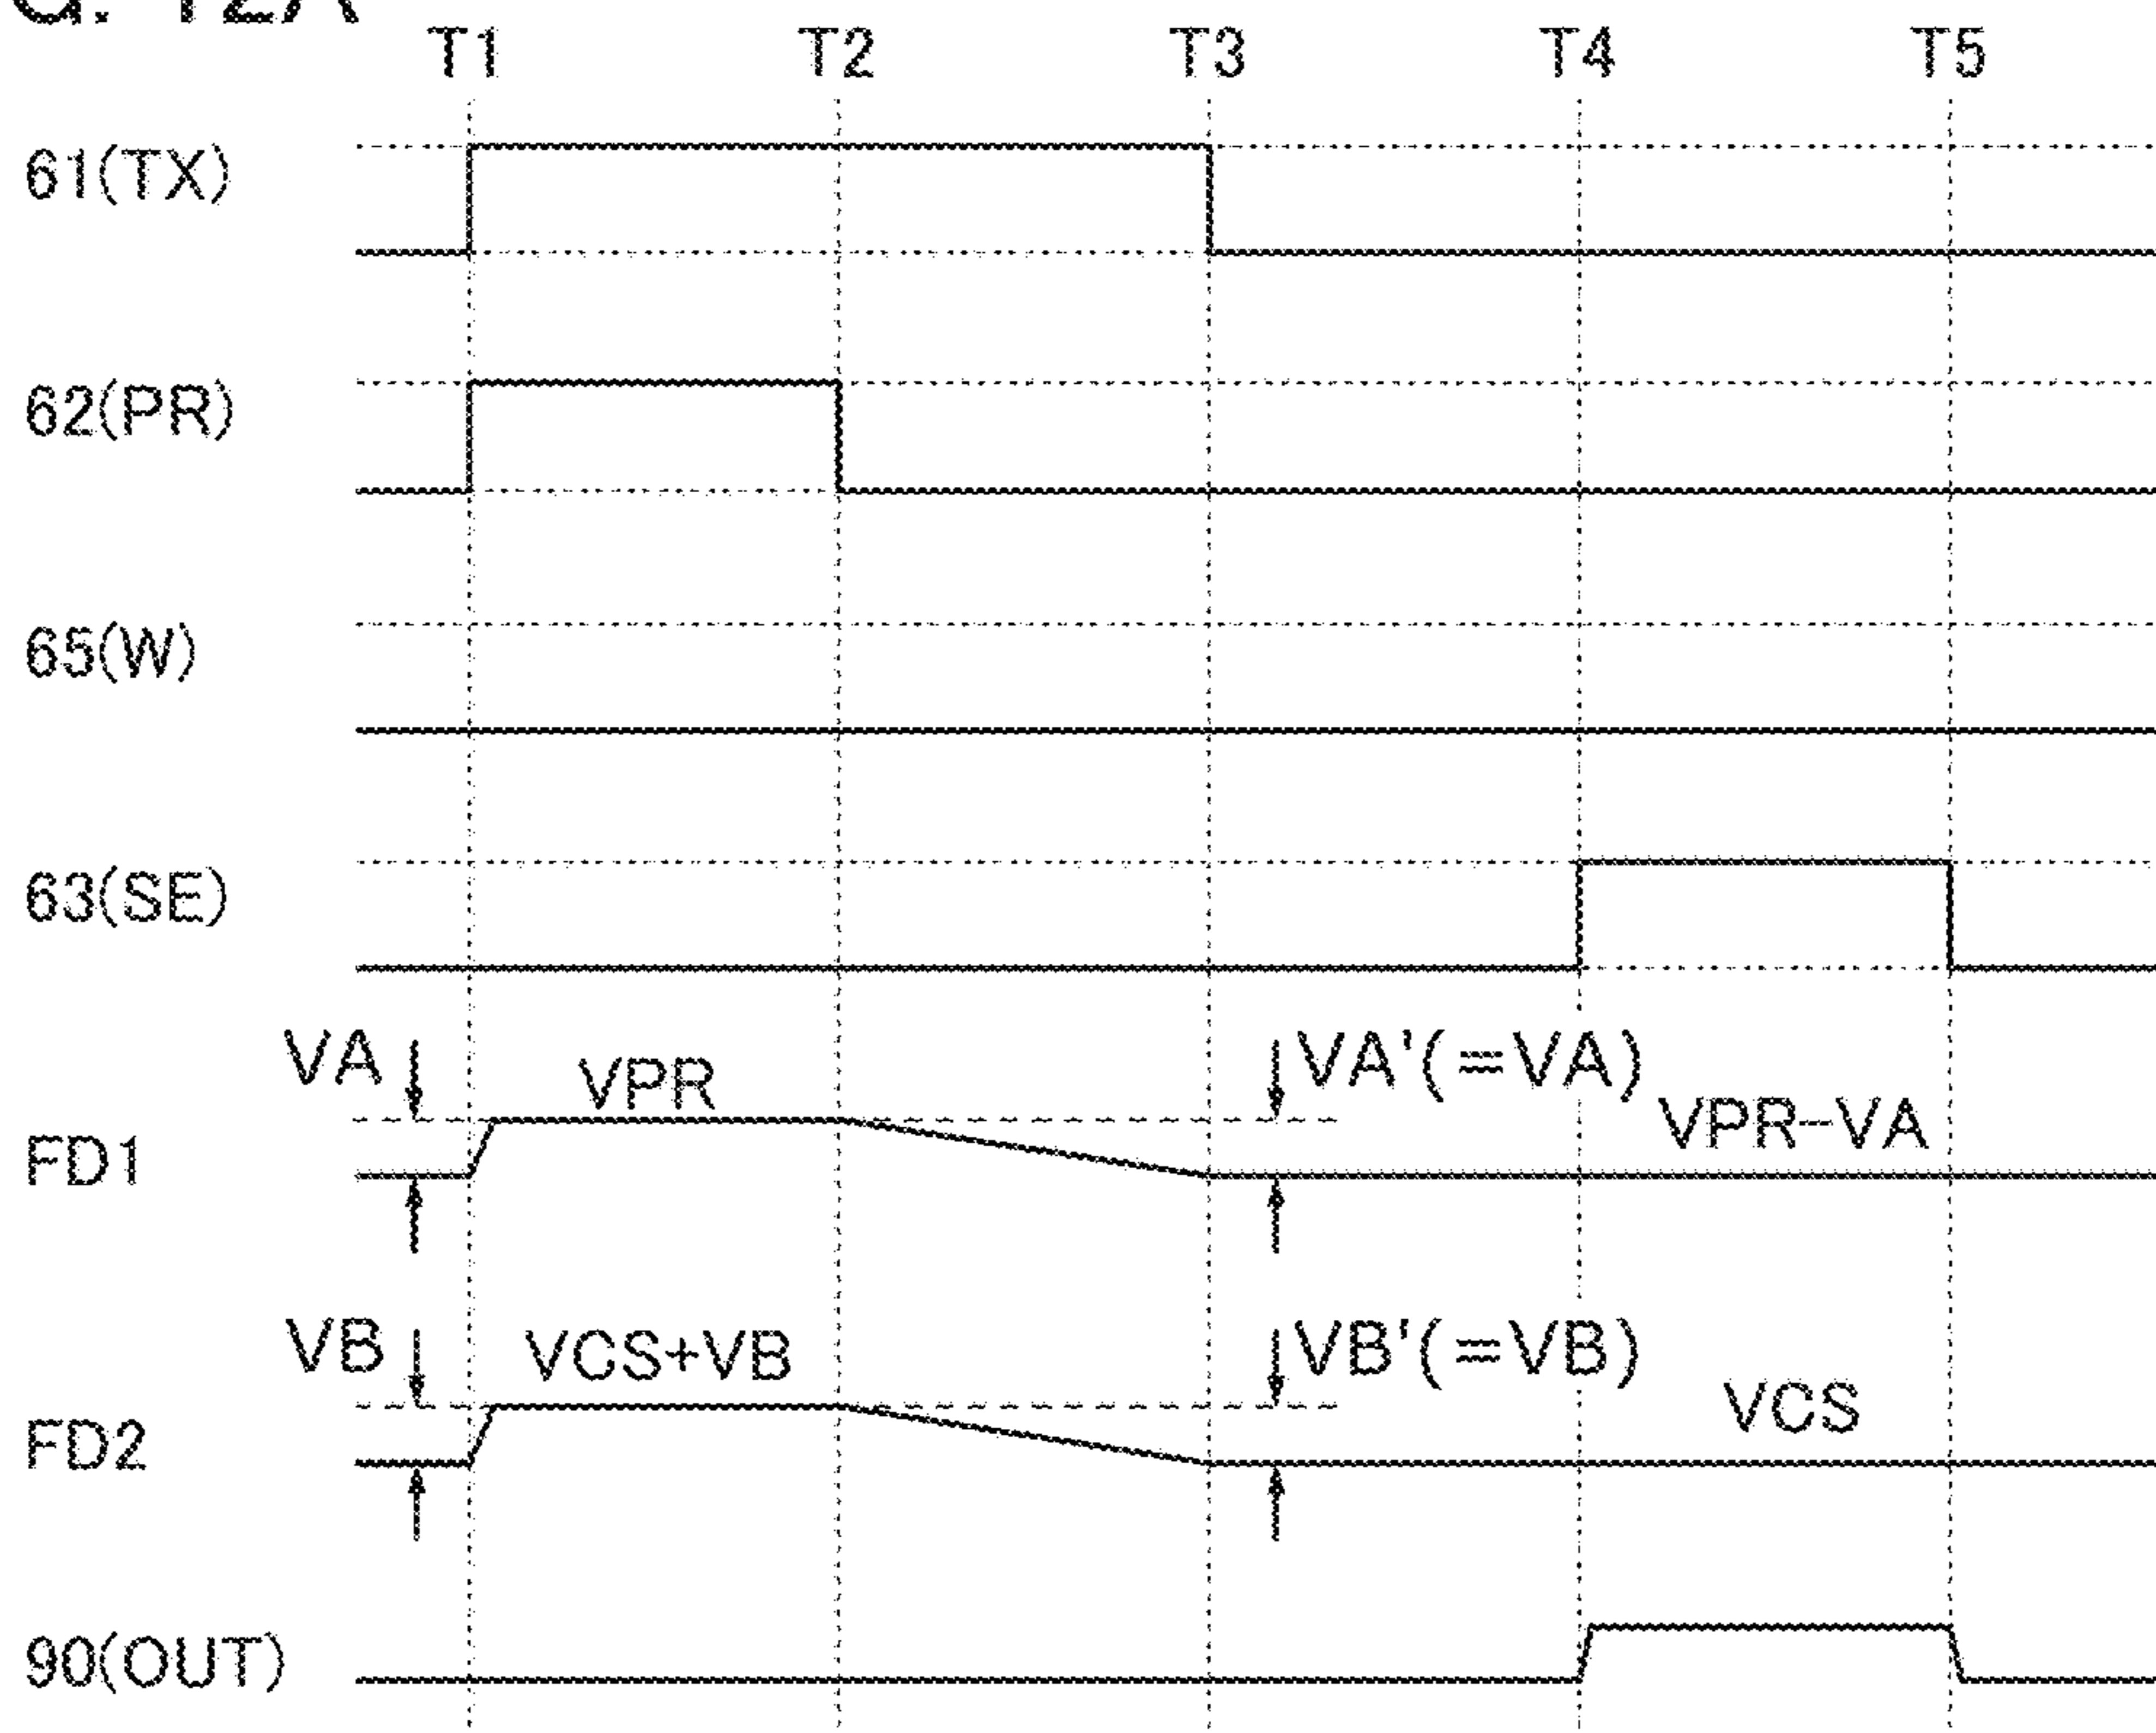 G. 12A
T1 T2 T3 T4 T5
61(TX)
62(PR)
65(W)
63(SE)
VA VPR VA'(=VA) VPR-VA
FD1
VB VCS+VB VB'(=VB) VCS
FD2
90(OUT)